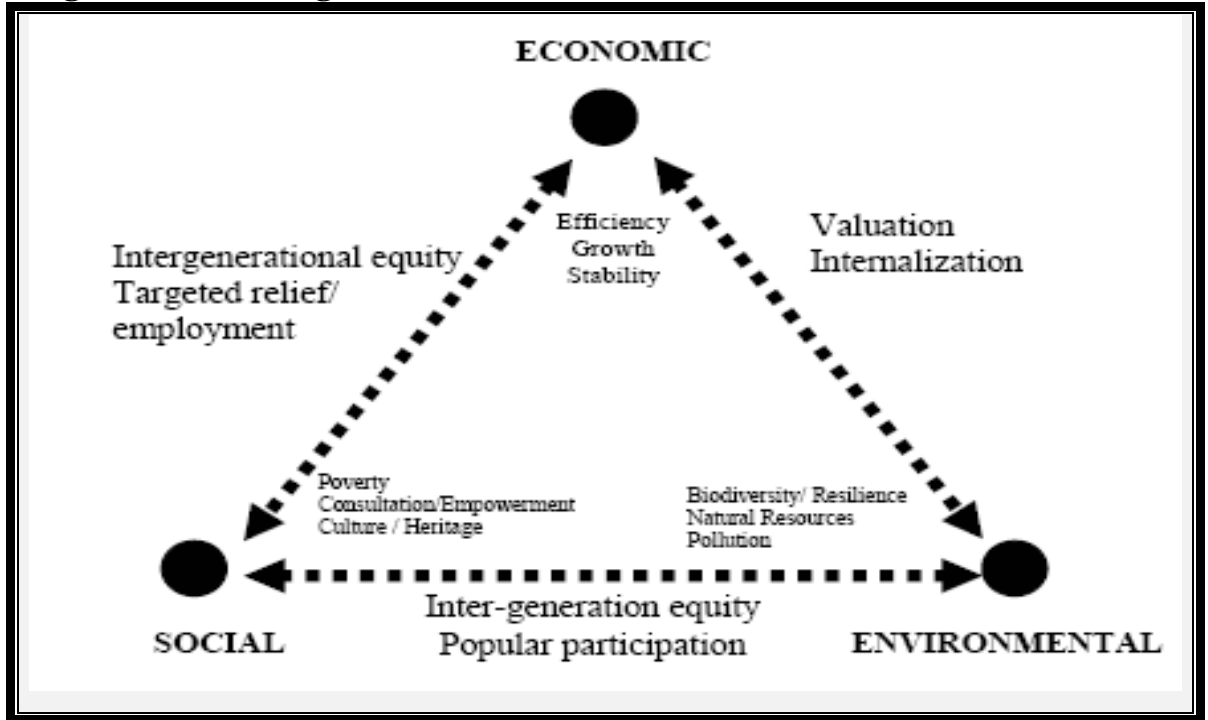 ECONOMIC
Efficiency
Growth
Stability
Valuation
Internalization
Intergenerational equity
Targeted relief/
employment
Poverty
Consultation/Empowerment
Culture / Heritage
Biodiversity/ Resilience
Natural Resources
Pollution
Inter-generation equity
Popular participation
SOCIAL
ENVIRONMENTAL